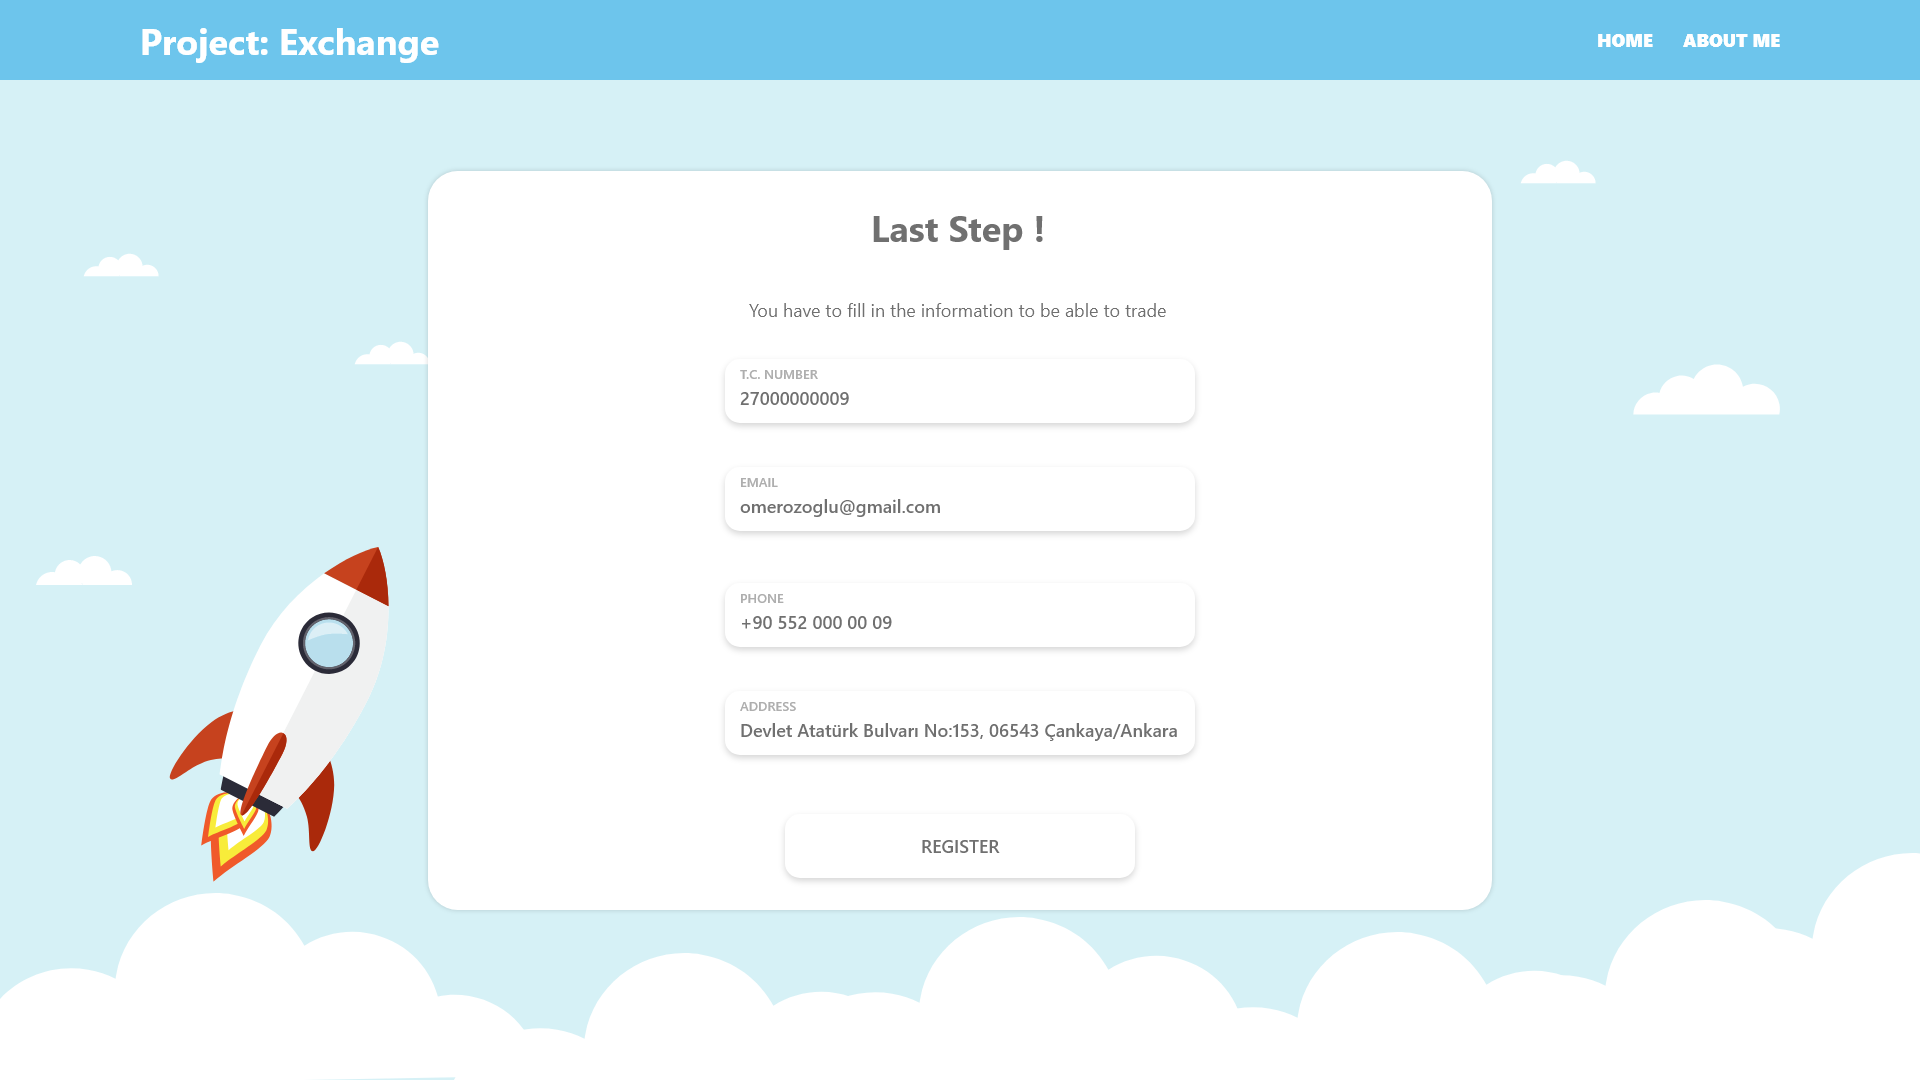 Project: Exchange
HOME
ABOUT ME
Last Step !
You have to fill in the information to be able to trade
T.C. NUMBER
27000000009
EMAIL
omerozoglu@gmail.com
PHONE
+90 552 000 00 09
ADDRESS
Devlet Atatürk Bulvarı No:153, 06543 Çankaya/Ankara
REGISTER